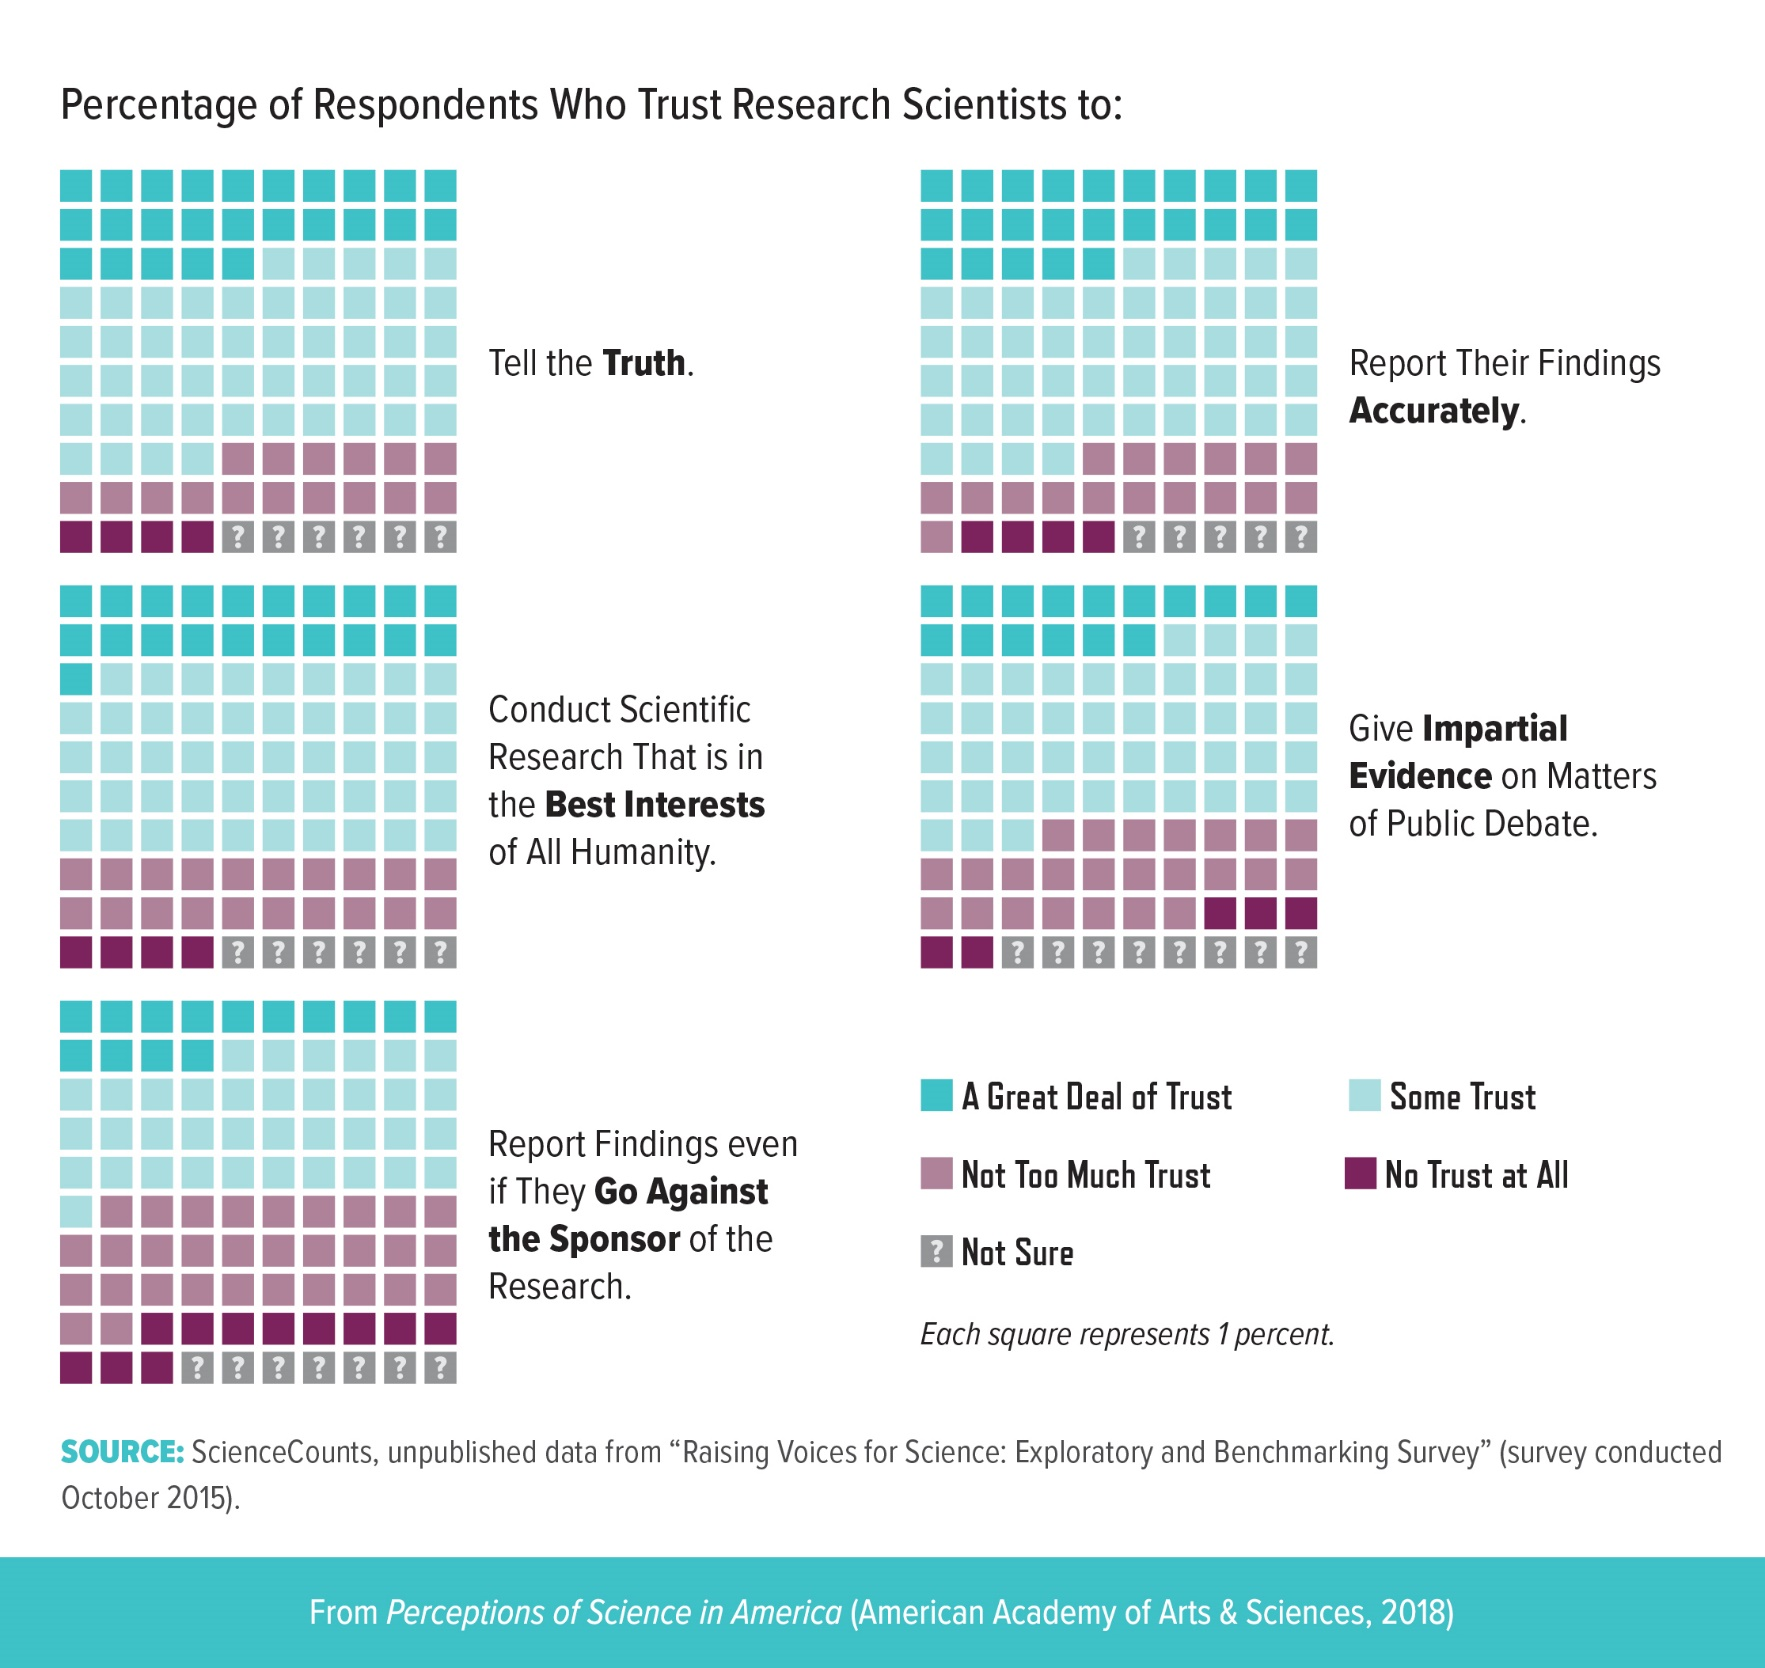 Percentage of Respondents Who Trust Research Scientists to:
Tell the Truth.
? ? ? ? ? ?
Report Their Findings
Accurately.
? ? ? ? ?
Conduct Scientific
Research That is in
the Best Interests
of All Humanity.
? ? ? ? ? ?
Give Impartial
Evidence on Matters
of Public Debate.
? ? ? ? ? ? ? ?
Report Findings even
if They Go Against
the Sponsor of the
Research.
? ? ? ? ? ? ?
A Great Deal of Trust
Some Trust
Not Too Much Trust
No Trust at All
? Not Sure
Each square represents 1 percent.
SOURCE: ScienceCounts, unpublished data from “Raising Voices for Science: Exploratory and Benchmarking Survey” (survey conducted
October 2015).
From Perceptions of Science in America (American Academy of Arts & Sciences, 2018)